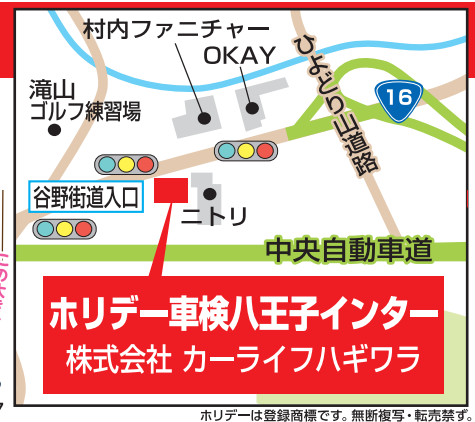 村内ファニチャー
OKAY
滝山
ゴルフ練習場
ひよどり山道路
16
谷野街道入口
ニトリ
中央自動車道
ホリデー車検八王子インター
株式会社 カーライフハギワラ
ホリデーは登録商標です。無断複写・転売禁ず。